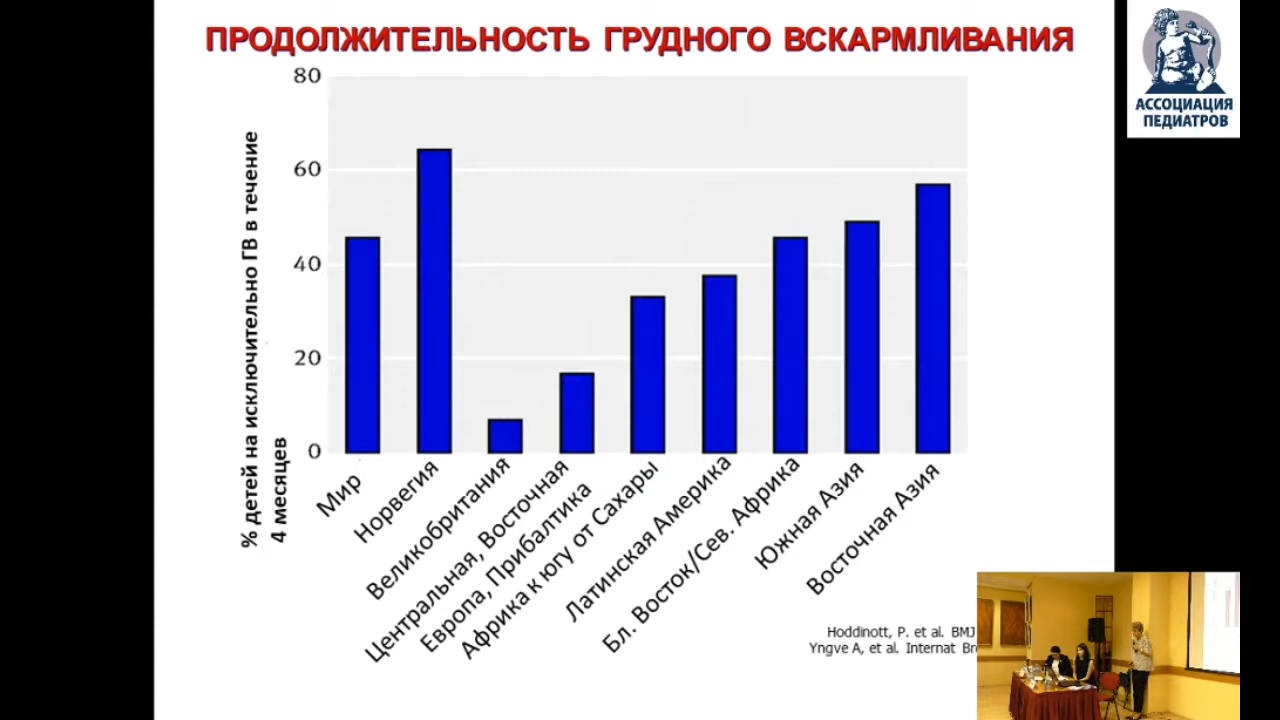 ПРОДОЛЖИТЕЛЬНОСТЬ ГРУДНОГО ВСКАРМЛИВАНИЯ
АССОЦИАЦИЯ
ПЕДИАТРОВ
% детей на исключительно ГВ в течение
4 месяцев
80
60
40
20
0
Мир
Норвегия
Великобритания
Центральная, Восточная
Европа, Прибалтика
Африка к югу от Сахары
Латинская Америка
Бл. Восток/Сев. Африка
Южная Азия
Восточная Азия
Hoddinott, P. et al. BMJ
Yngve A, et al. Internat